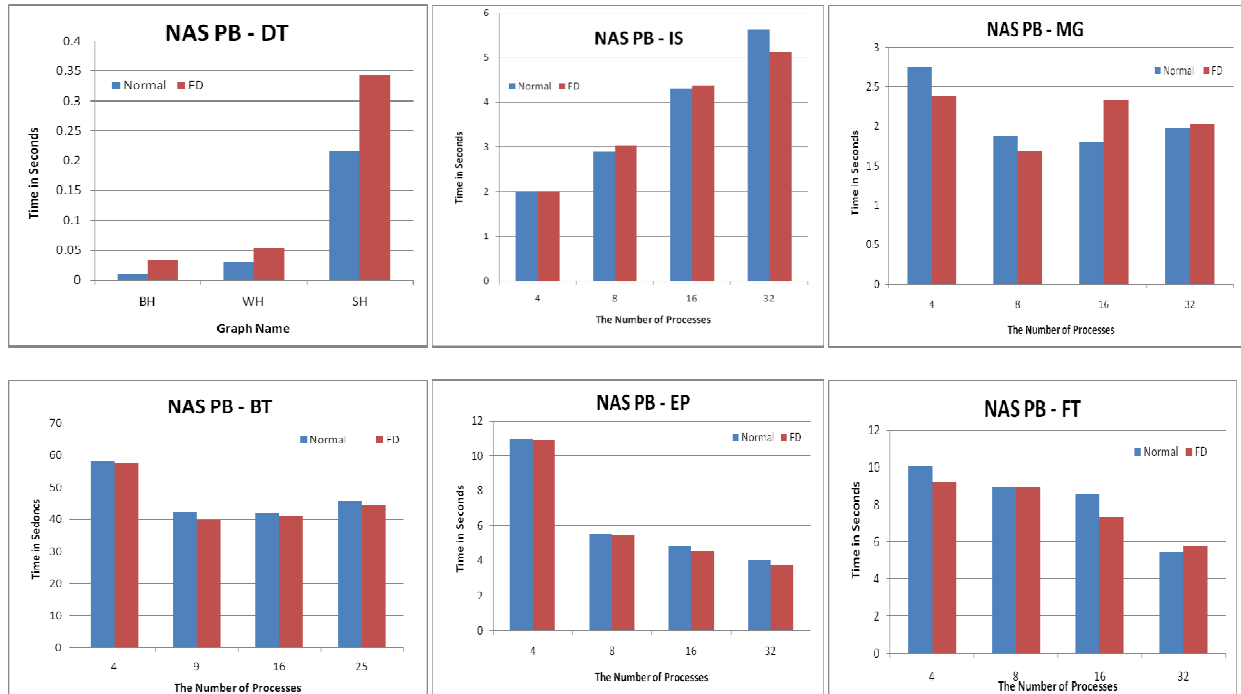 NAS PB - DT
0.4
0.35
0.3
0.25
0.2
0.15
0.1
0.05
0
Time in Seconds
Normal FD
BH WH SH
Graph Name
NAS PB - IS
6
5
4
3
2
1
0
Time in Seconds
Normal FD
4 8 16 32
The Number of Processes
NAS PB - MG
3
2.5
2
1.5
1
0.5
0
Time in Seconds
Normal FD
4 8 16 32
The Number of Processes
NAS PB - BT
70
60
50
40
30
20
10
0
Time in Sedoncs
Normal FD
4 9 16 25
The Number of Processes
NAS PB - EP
12
10
8
6
4
2
0
Time in Seconds
Normal FD
4 8 16 32
The Number of Processes
NAS PB - FT
12
10
8
6
4
2
0
Time in Seconds
Normal FD
4 8 16 32
The Number of Processes